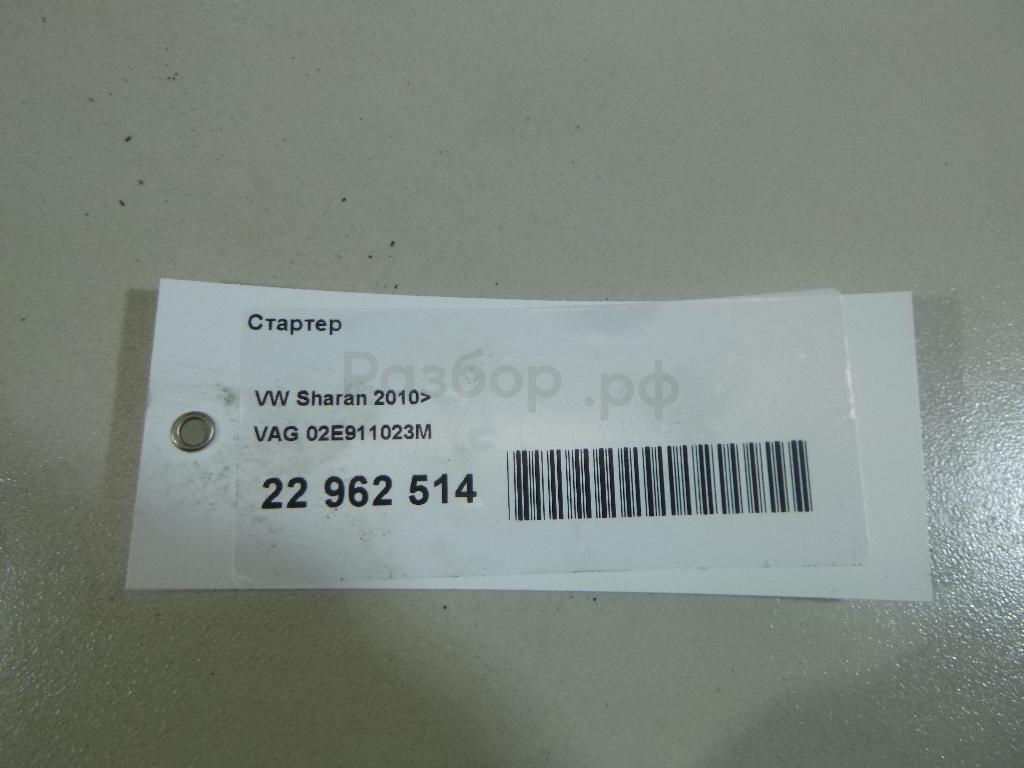 Стартер
Разбор.рф
VW Sharan 2010>
VAG 02E911023M
22 962 514